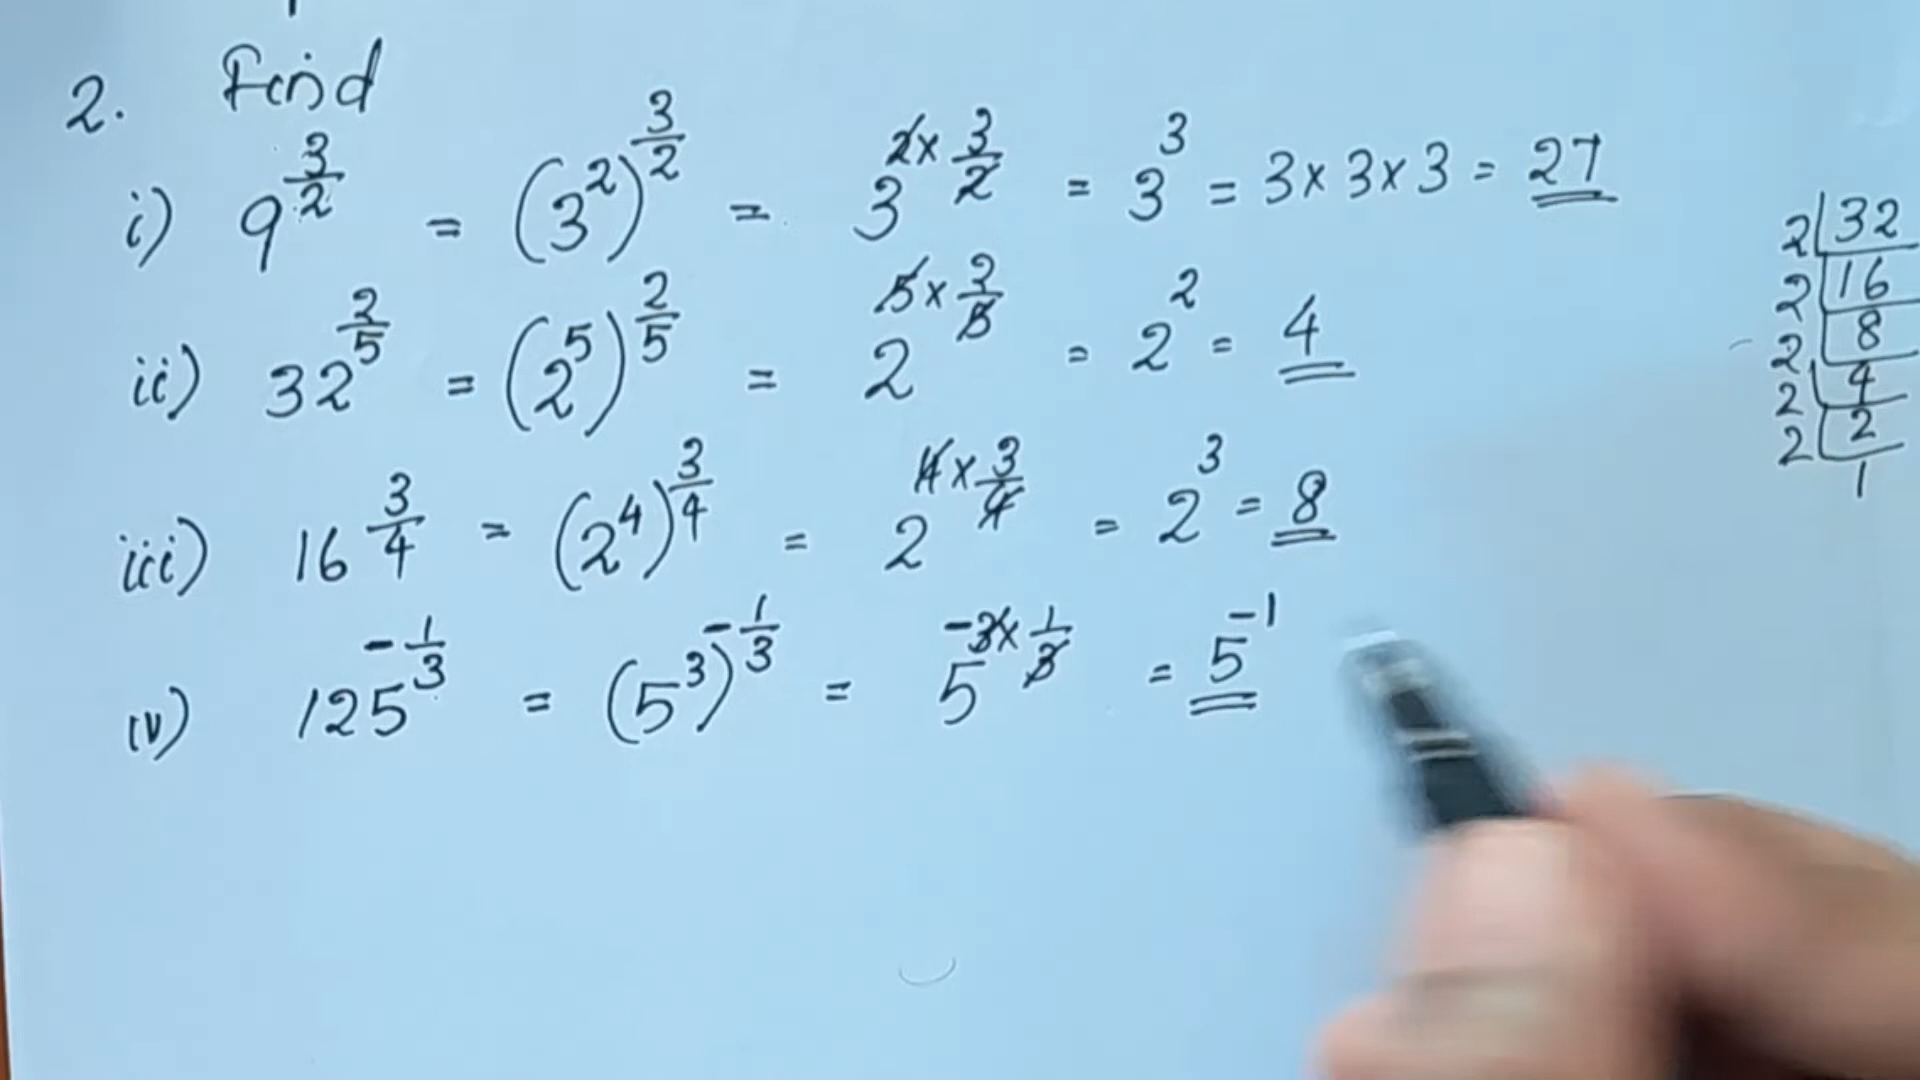 2. Find
i) 9^(3/2) = (3^2)^(3/2) = 3^(2×3/2) = 3^3 = 3×3×3 = 27
ii) 32^(2/5) = (2^5)^(2/5) = 2^(5×2/5) = 2^2 = 4
iii) 16^(3/4) = (2^4)^(3/4) = 2^(4×3/4) = 2^3 = 8
iv) 125^(-1/3) = (5^3)^(-1/3) = 5^(-3×1/3) = 5^(-1)
2 | 32
2 | 16
2 | 8
2 | 4
2 | 2
1